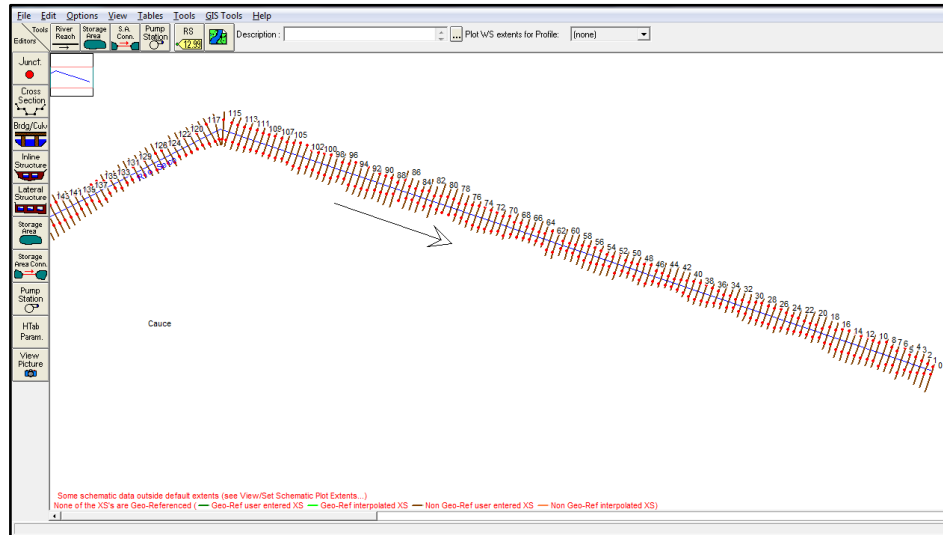 File Edit Options View Tables Tools GIS Tools Help
Tools
Editors
River
Reach
Storage
Area
S.A.
Conn.
Pump
Station
RS
12.99
Description :
...
Plot WS extents for Profile:
(none)
Junct.
Cross
Section
Brdg/Culv
Inline
Structure
Lateral
Structure
Storage
Area
Storage
Area Conn.
Pump
Station
HTab
Param.
View
Picture
143 141 139 137 135 133 131 129 126 124 122 120 117 115 113 111 108 107 105 102 100 98 96 94 92 90 88 86 84 82 80 78 76 74 72 70 68 66 64 62 60 58 56 54 52 50 48 46 44 42 40 38 36 34 32 30 28 26 24 22 20 18 16 14 12 10 8 7 6 5 4 3 2 1 0
Cauce
Some schematic data outside default extents (see View/Set Schematic Plot Extents...)
None of the XS's are Geo-Referenced ( Geo-Ref user entered XS Geo-Ref interpolated XS Non Geo-Ref user entered XS Non Geo-Ref interpolated XS)